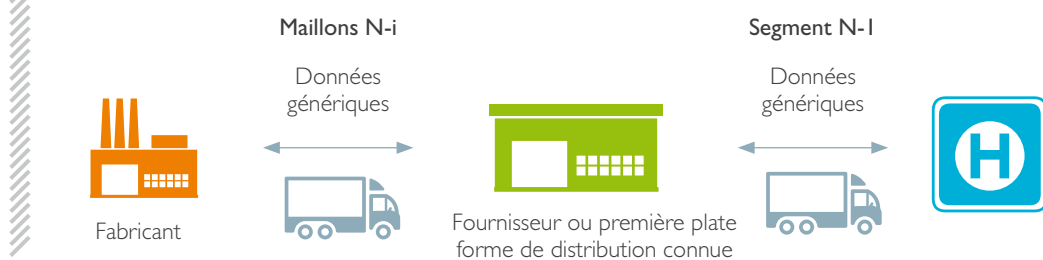 Maillons N-i
Segment N-1
Données
génériques
Données
génériques
H
Fabricant
Fournisseur ou première plate
forme de distribution connue